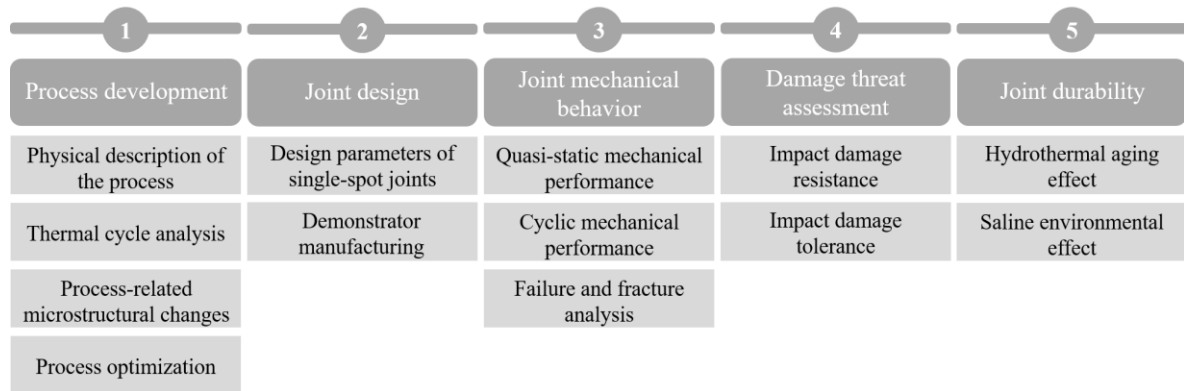 1
Process development
Physical description of
the process
Thermal cycle analysis
Process-related
microstructural changes
Process optimization
2
Joint design
Design parameters of
single-spot joints
Demonstrator
manufacturing
3
Joint mechanical
behavior
Quasi-static mechanical
performance
Cyclic mechanical
performance
Failure and fracture
analysis
4
Damage threat
assessment
Impact damage
resistance
Impact damage
tolerance
5
Joint durability
Hydrothermal aging
effect
Saline environmental
effect